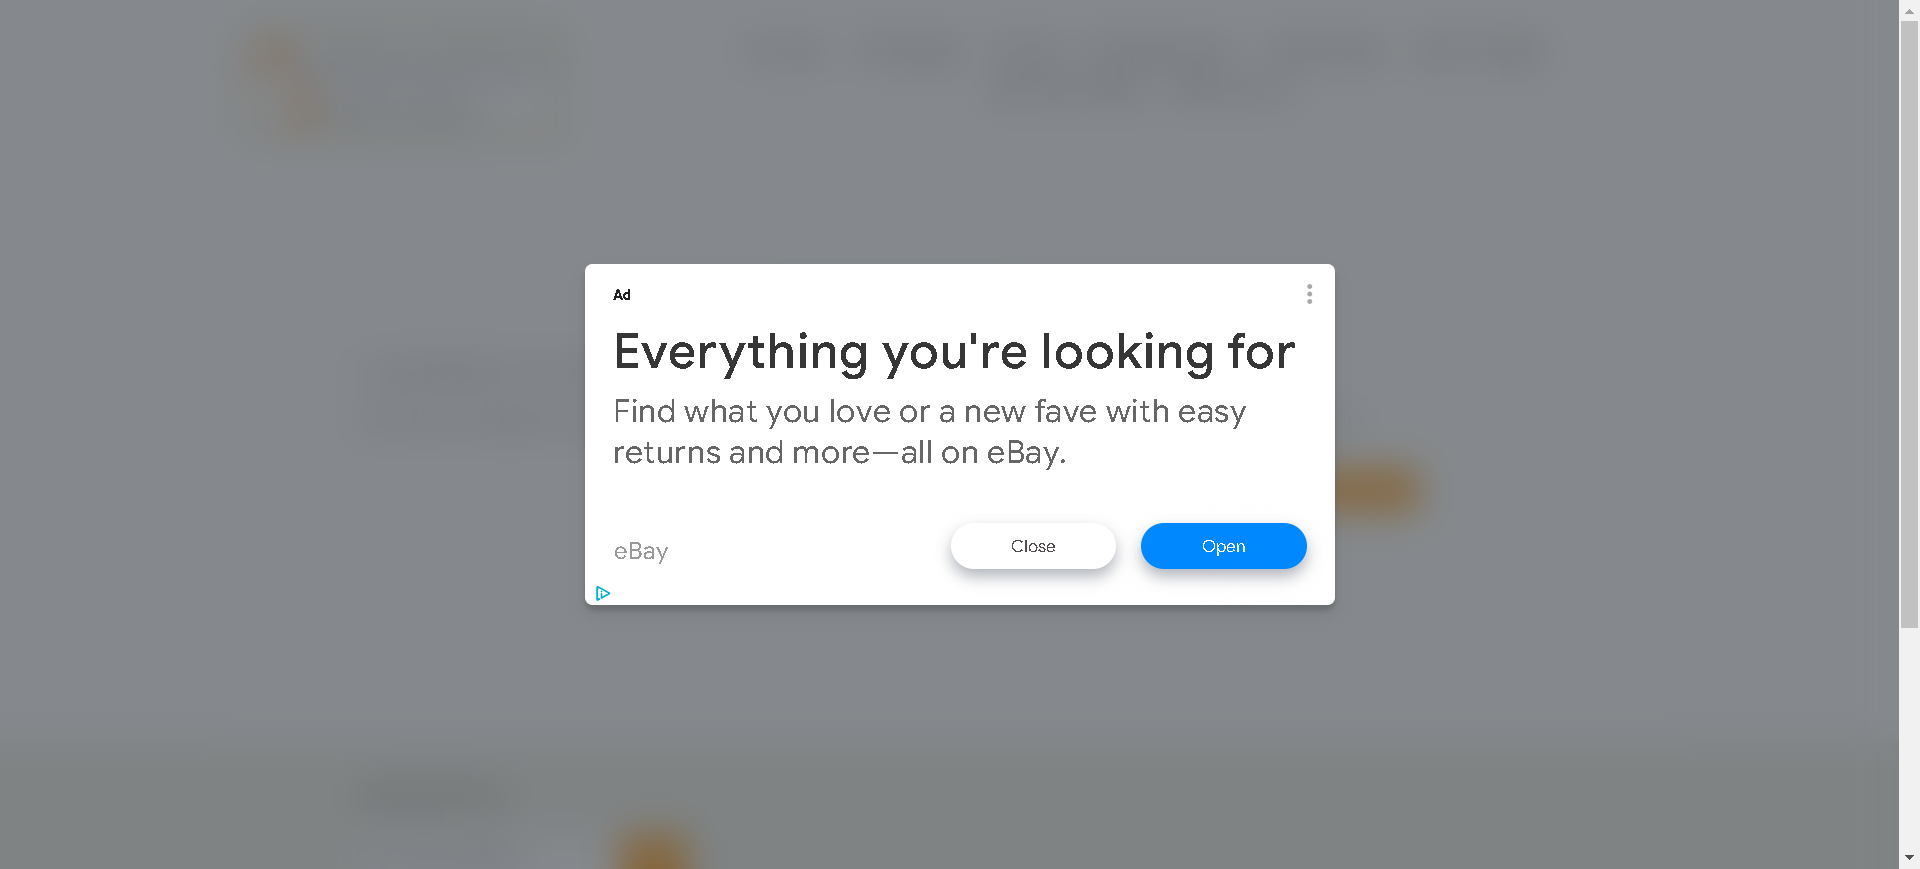 Ad
Everything you're looking for
Find what you love or a new fave with easy
returns and more—all on eBay.
eBay
Close
Open